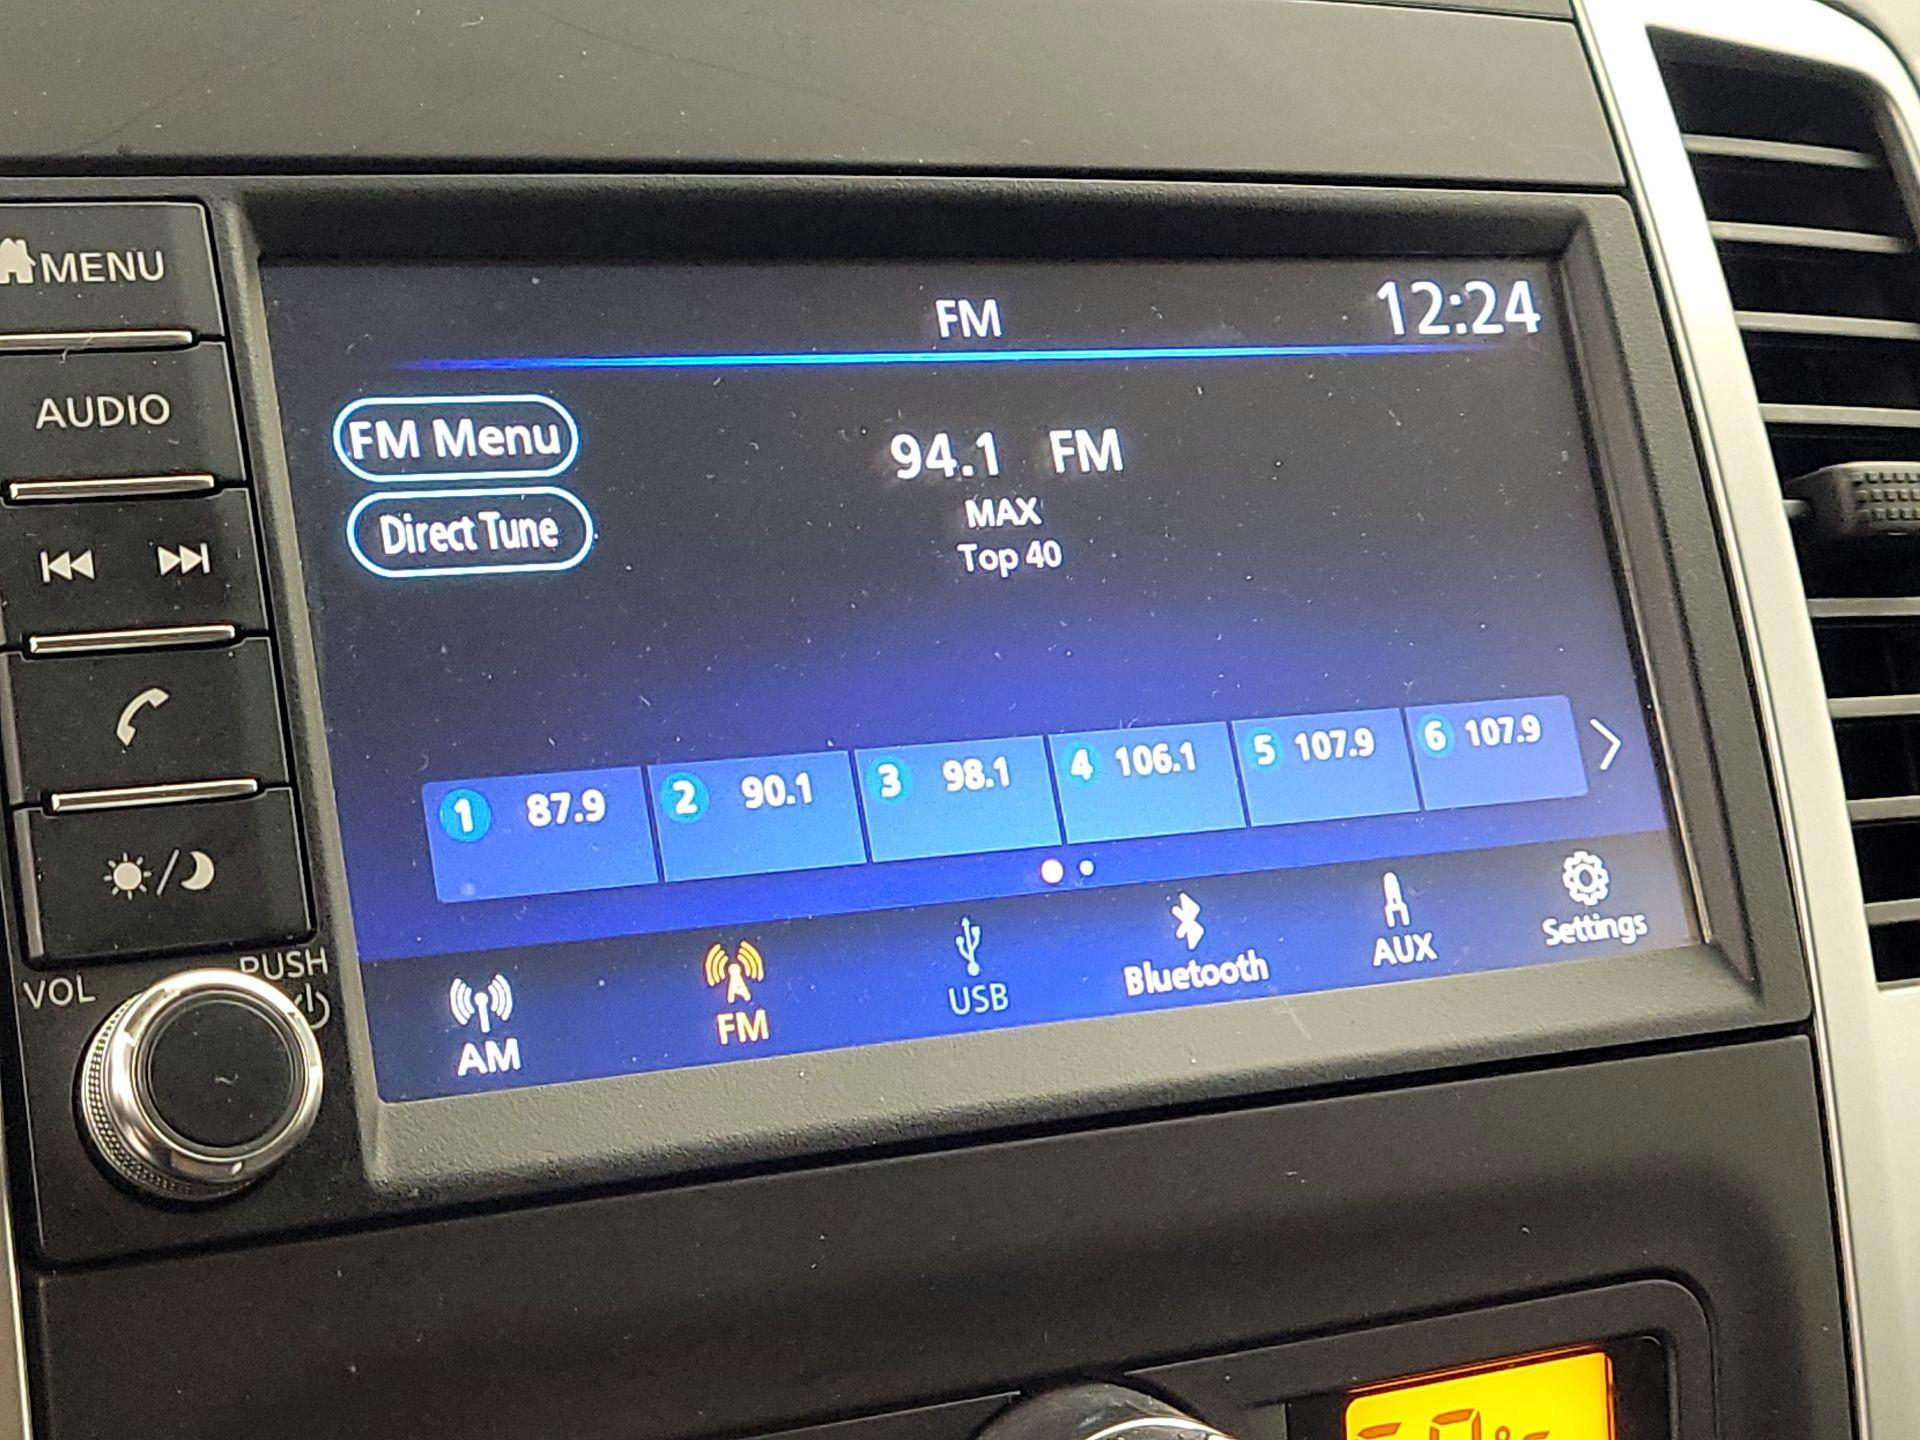 MENU
AUDIO
VOL
PUSH
FM
12:24
FM Menu
Direct Tune
94.1 FM
MAX
Top 40
1 87.9
2 90.1
3 98.1
4 106.1
5 107.9
6 107.9
AM
FM
USB
Bluetooth
AUX
Settings